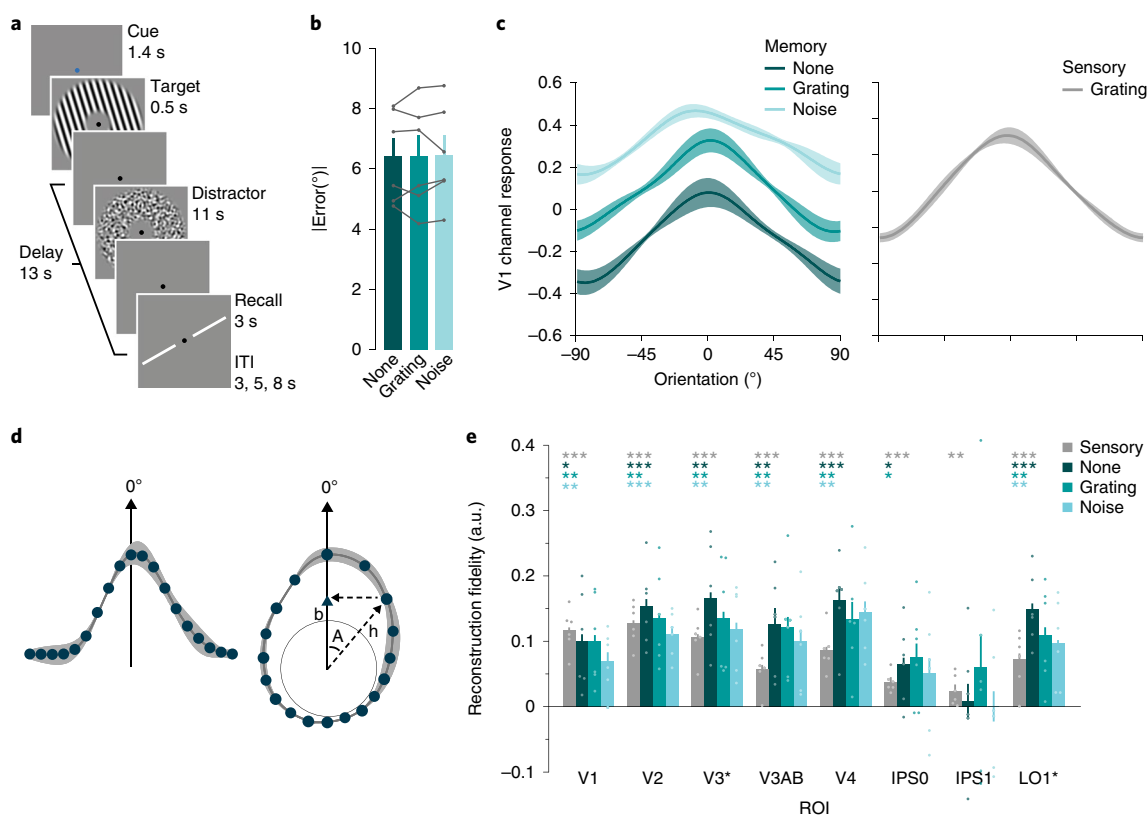 a
Cue
1.4 s
Target
0.5 s
Distractor
11 s
Delay
13 s
Recall
3 s
ITI
3, 5, 8 s
b
10
8
6
4
2
0
|Error(°)|
None
Grating
Noise
c
Memory
None
Grating
Noise
0.6
0.4
0.2
0
–0.2
–0.4
–0.6
V1 channel response
–90
–45
0
45
90
Orientation (°)
Sensory
Grating
d
0°
0°
b
A
h
e
0.4
0.3
0.2
0.1
0
–0.1
Reconstruction fidelity (a.u.)
*** *** *** *** *** *** ** ***
* *** ** ** *** * ***
** ** ** ** ** * **
** *** ** ** ** **
Sensory
None
Grating
Noise
V1 V2 V3* V3AB V4 IPS0 IPS1 LO1*
ROI